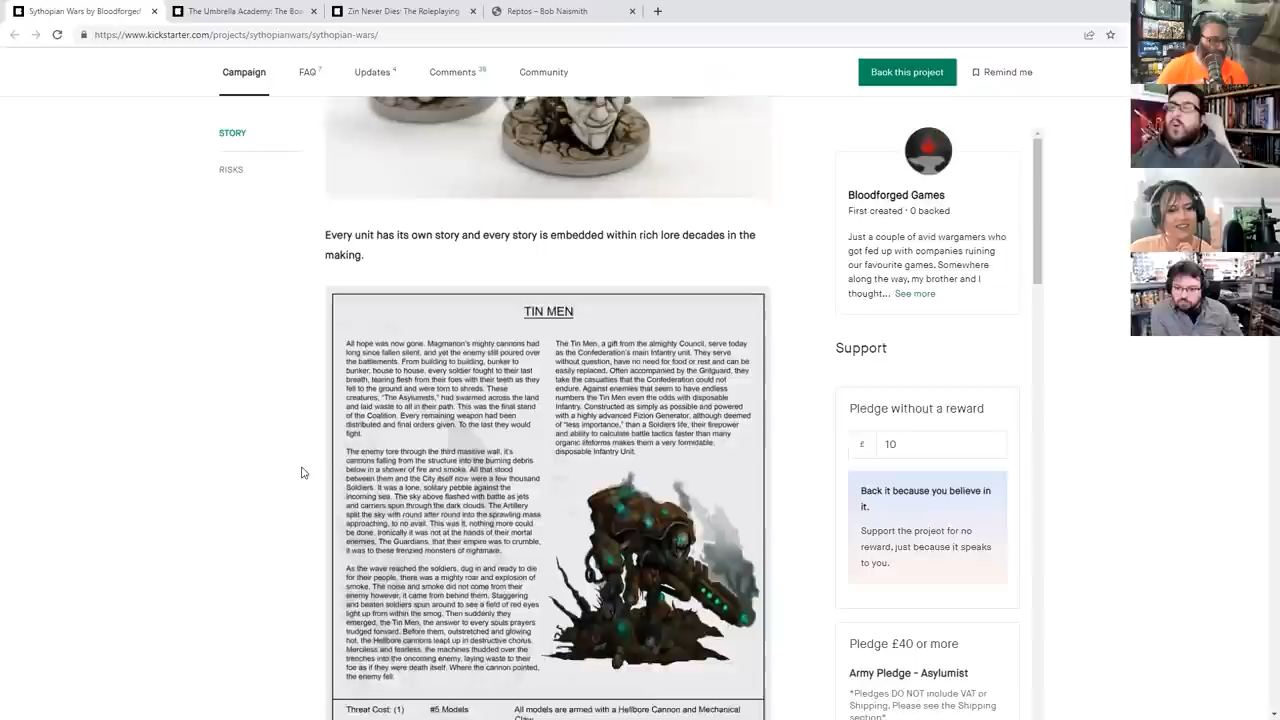 Sythopian Wars by Bloodforged
The Umbrella Academy: The Boa
Zin Never Dies: The Roleplaying
Reptos – Bob Naismith
https://www.kickstarter.com/projects/sythopianwars/sythopian-wars/
Campaign
FAQ 7
Updates 4
Comments 36
Community
Back this project
Remind me
STORY
RISKS
Every unit has its own story and every story is embedded within rich lore decades in the
making.
TIN MEN
All hope was now gone. Magmarion's mighty cannons had
long since fallen silent, and yet the enemy still poured over
the battlements. From building to building, bunker to
bunker, house to house, every soldier fought to their last
breath, tearing flesh from their foes with their teeth as they
fell to the ground and were torn to shreds. These
creatures, "The Asylumists," had swarmed across the land
and laid waste to all in their path. This was the final stand
of the Coalition. Every remaining weapon had been
distributed and final orders given. To the last they would
fight.
The enemy tore through the third massive wall, it's
cannons falling from the structure into the burning debris
below in a shower of fire and smoke. All that stood
between them and the City itself now were a few thousand
Soldiers. It was a lone, solitary pebble against the
incoming sea. The sky above flashed with battle as jets
and carriers spun through the dark clouds. The Artillery
split the sky with round after round into the sprawling mass
approaching, to no avail. This was it, nothing more could
be done. Ironically it was not at the hands of their mortal
enemies, The Guardians, that their empire was to crumble,
it was to these frenzied monsters of nightmare.
As the wave reached the soldiers, dug in and ready to die
for their people, there was a mighty roar and explosion of
smoke. The noise and smoke did not come from their
enemy however, it came from behind them. Staggering
and beaten soldiers spun around to see a field of red eyes
light up from within the smog. Then suddenly they
emerged, the Tin Men, the answer to every souls prayers
trudged forward. Before them, outstretched and glowing
hot, the Hellbore cannons leapt up in destructive chorus.
Merciless and fearless, the machines thudded over the
trenches into the oncoming enemy, laying waste to their
foe as if they were death itself. Where the cannon pointed,
the enemy fell.
The Tin Men, a gift from the almighty Council, serve today
as the Confederation's main Infantry unit. They serve
without question, have no need for food or rest and can be
easily replaced. Often accompanied by the Gritguard, they
take the casualties that the Confederation could not
endure. Against enemies that seem to have endless
numbers the Tin Men even the odds with disposable
Infantry. Constructed as simply as possible and powered
with a highly advanced Fizion Generator, although deemed
of "less importance," than a Soldiers life, their firepower
and ability to calculate battle tactics faster than many
organic lifeforms makes them a very formidable,
disposable Infantry Unit.
Threat Cost: (1)
#5 Models
All models are armed with a Hellbore Cannon and Mechanical
Claw
Bloodforged Games
First created · 0 backed
Just a couple of avid wargamers who
got fed up with companies ruining
our favourite games. Somewhere
along the way, my brother and I
thought... See more
Support
Pledge without a reward
£ 10
Back it because you believe in
it.
Support the project for no
reward, just because it speaks
to you.
Pledge £40 or more
Army Pledge - Asylumist
*Pledges DO NOT include VAT or
Shipping. Please see the Shipping
section*